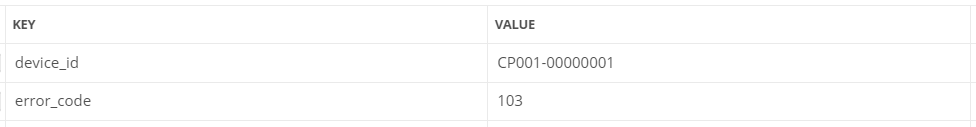 KEY VALUE
device_id CP001-00000001
error_code 103